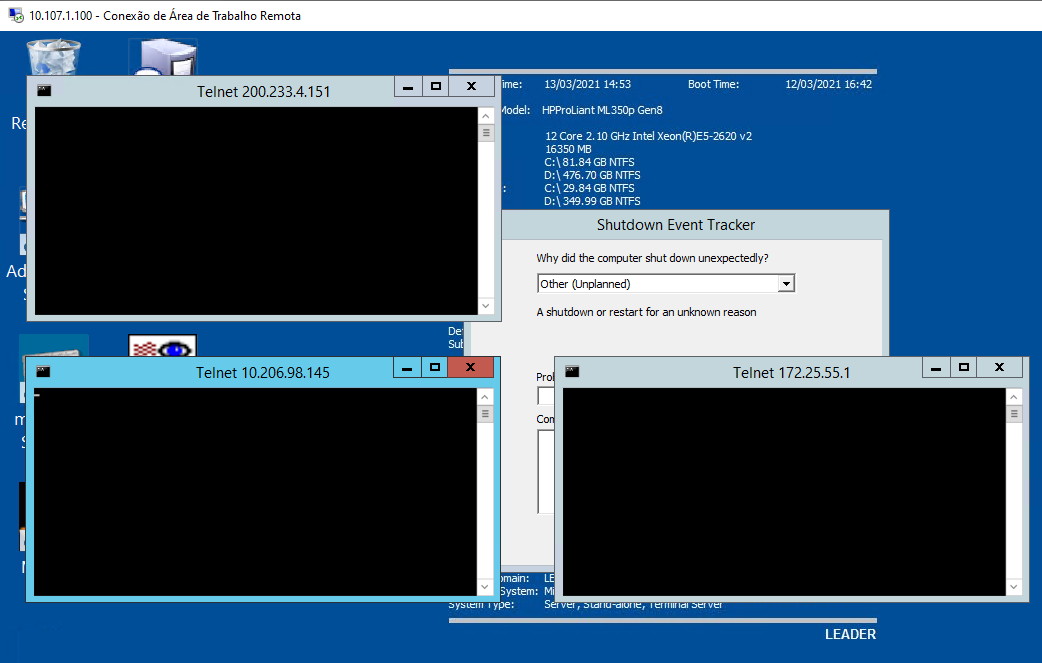 10.107.1.100 - Conexão de Área de Trabalho Remota
Time: 13/03/2021 14:53 Boot Time: 12/03/2021 16:42
Telnet 200.233.4.151
Model: HPProLiant ML350p Gen8
12 Core 2.10 GHz Intel Xeon(R)E5-2620 v2
16350 MB
C:\ 81.84 GB NTFS
D:\ 476.70 GB NTFS
: C:\ 29.84 GB NTFS
D:\ 349.99 GB NTFS
Shutdown Event Tracker
Why did the computer shut down unexpectedly?
Other (Unplanned)
A shutdown or restart for an unknown reason
Re
Ad
De
Sub
Telnet 10.206.98.145
Telnet 172.25.55.1
Prob
Com
m
omain: LE
System: Mi
System Type: Server, Stand-alone, Terminal Server
LEADER